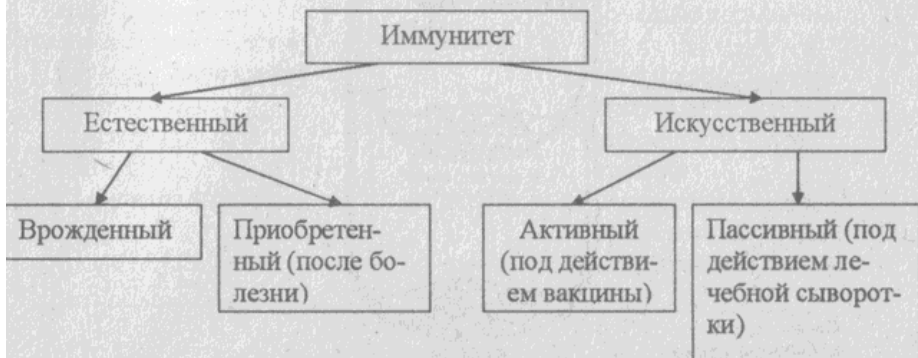 Иммунитет
Естественный
Искусственный
Врожденный
Приобретен-
ный (после бо-
лезни)
Активный
(под действи-
ем вакцины)
Пассивный (под
действием ле-
чебной сыворот-
ки)